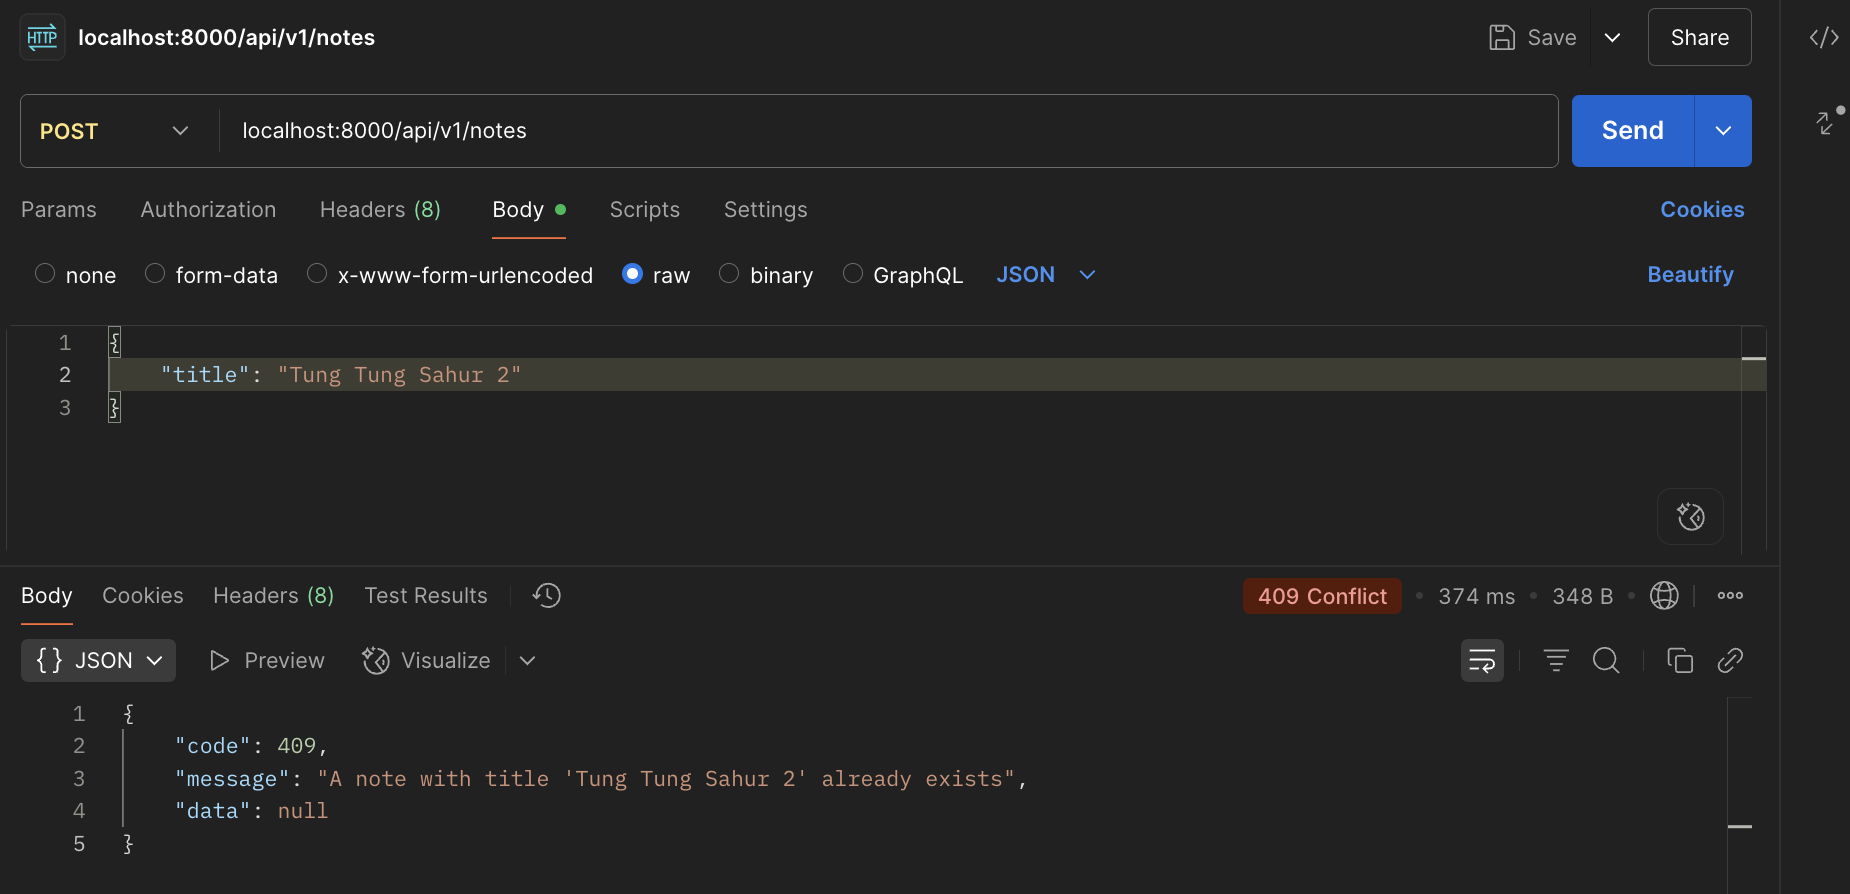 HTTP localhost:8000/api/v1/notes Save Share
POST localhost:8000/api/v1/notes Send
Params Authorization Headers (8) Body Scripts Settings Cookies
none form-data x-www-form-urlencoded raw binary GraphQL JSON Beautify
1 {
2 "title": "Tung Tung Sahur 2"
3 }
Body Cookies Headers (8) Test Results 409 Conflict • 374 ms • 348 B •
{} JSON Preview Visualize
1 {
2 "code": 409,
3 "message": "A note with title 'Tung Tung Sahur 2' already exists",
4 "data": null
5 }